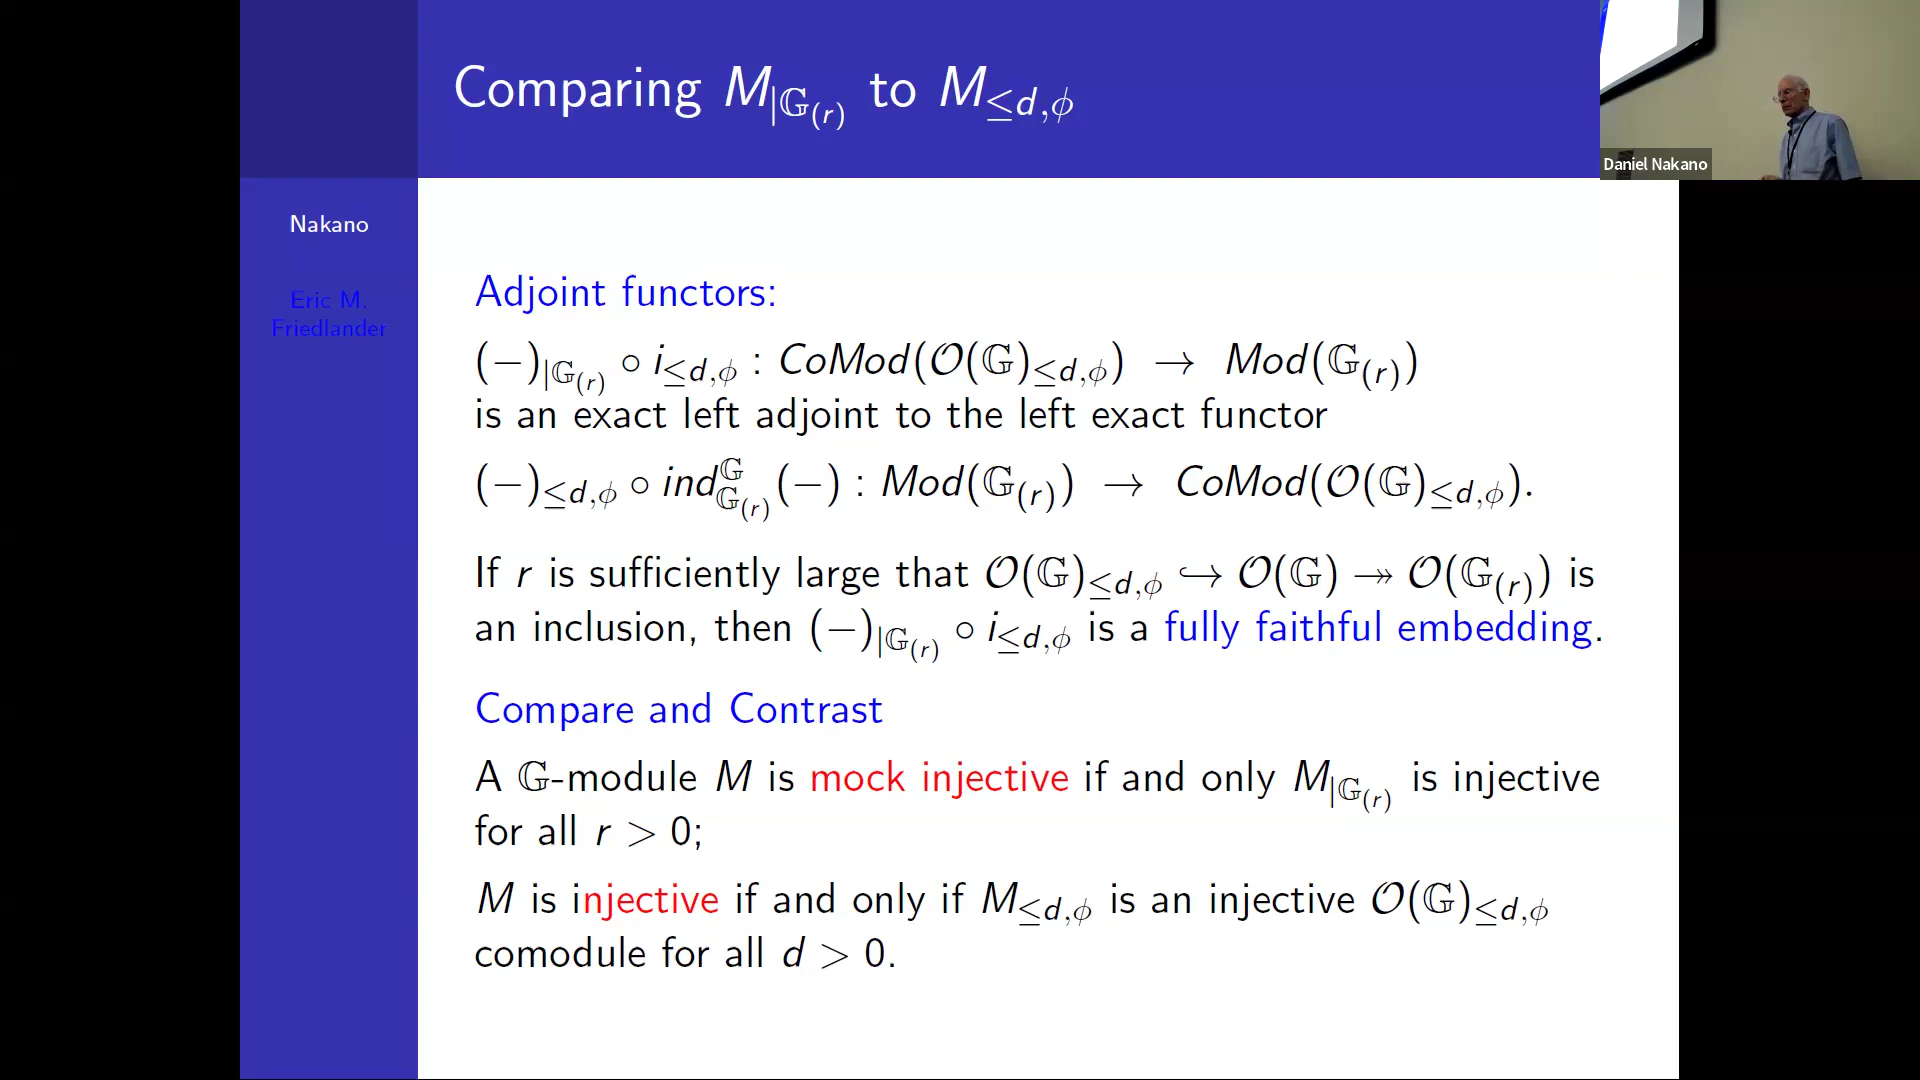 Comparing M_{|𝔾_{(r)}} to M_{≤d,ϕ}
Daniel Nakano
Nakano
Eric M.
Friedlander
Adjoint functors:
(−)_{|𝔾_{(r)}} ∘ i_{≤d,ϕ} : CoMod(𝒪(𝔾)_{≤d,ϕ}) → Mod(𝔾_{(r)})
is an exact left adjoint to the left exact functor
(−)_{≤d,ϕ} ∘ ind^{𝔾}_{𝔾_{(r)}}(−) : Mod(𝔾_{(r)}) → CoMod(𝒪(𝔾)_{≤d,ϕ}).
If r is sufficiently large that 𝒪(𝔾)_{≤d,ϕ} ↪ 𝒪(𝔾) ↠ 𝒪(𝔾_{(r)}) is
an inclusion, then (−)_{|𝔾_{(r)}} ∘ i_{≤d,ϕ} is a fully faithful embedding.
Compare and Contrast
A 𝔾-module M is mock injective if and only M_{|𝔾_{(r)}} is injective
for all r > 0;
M is injective if and only if M_{≤d,ϕ} is an injective 𝒪(𝔾)_{≤d,ϕ}
comodule for all d > 0.